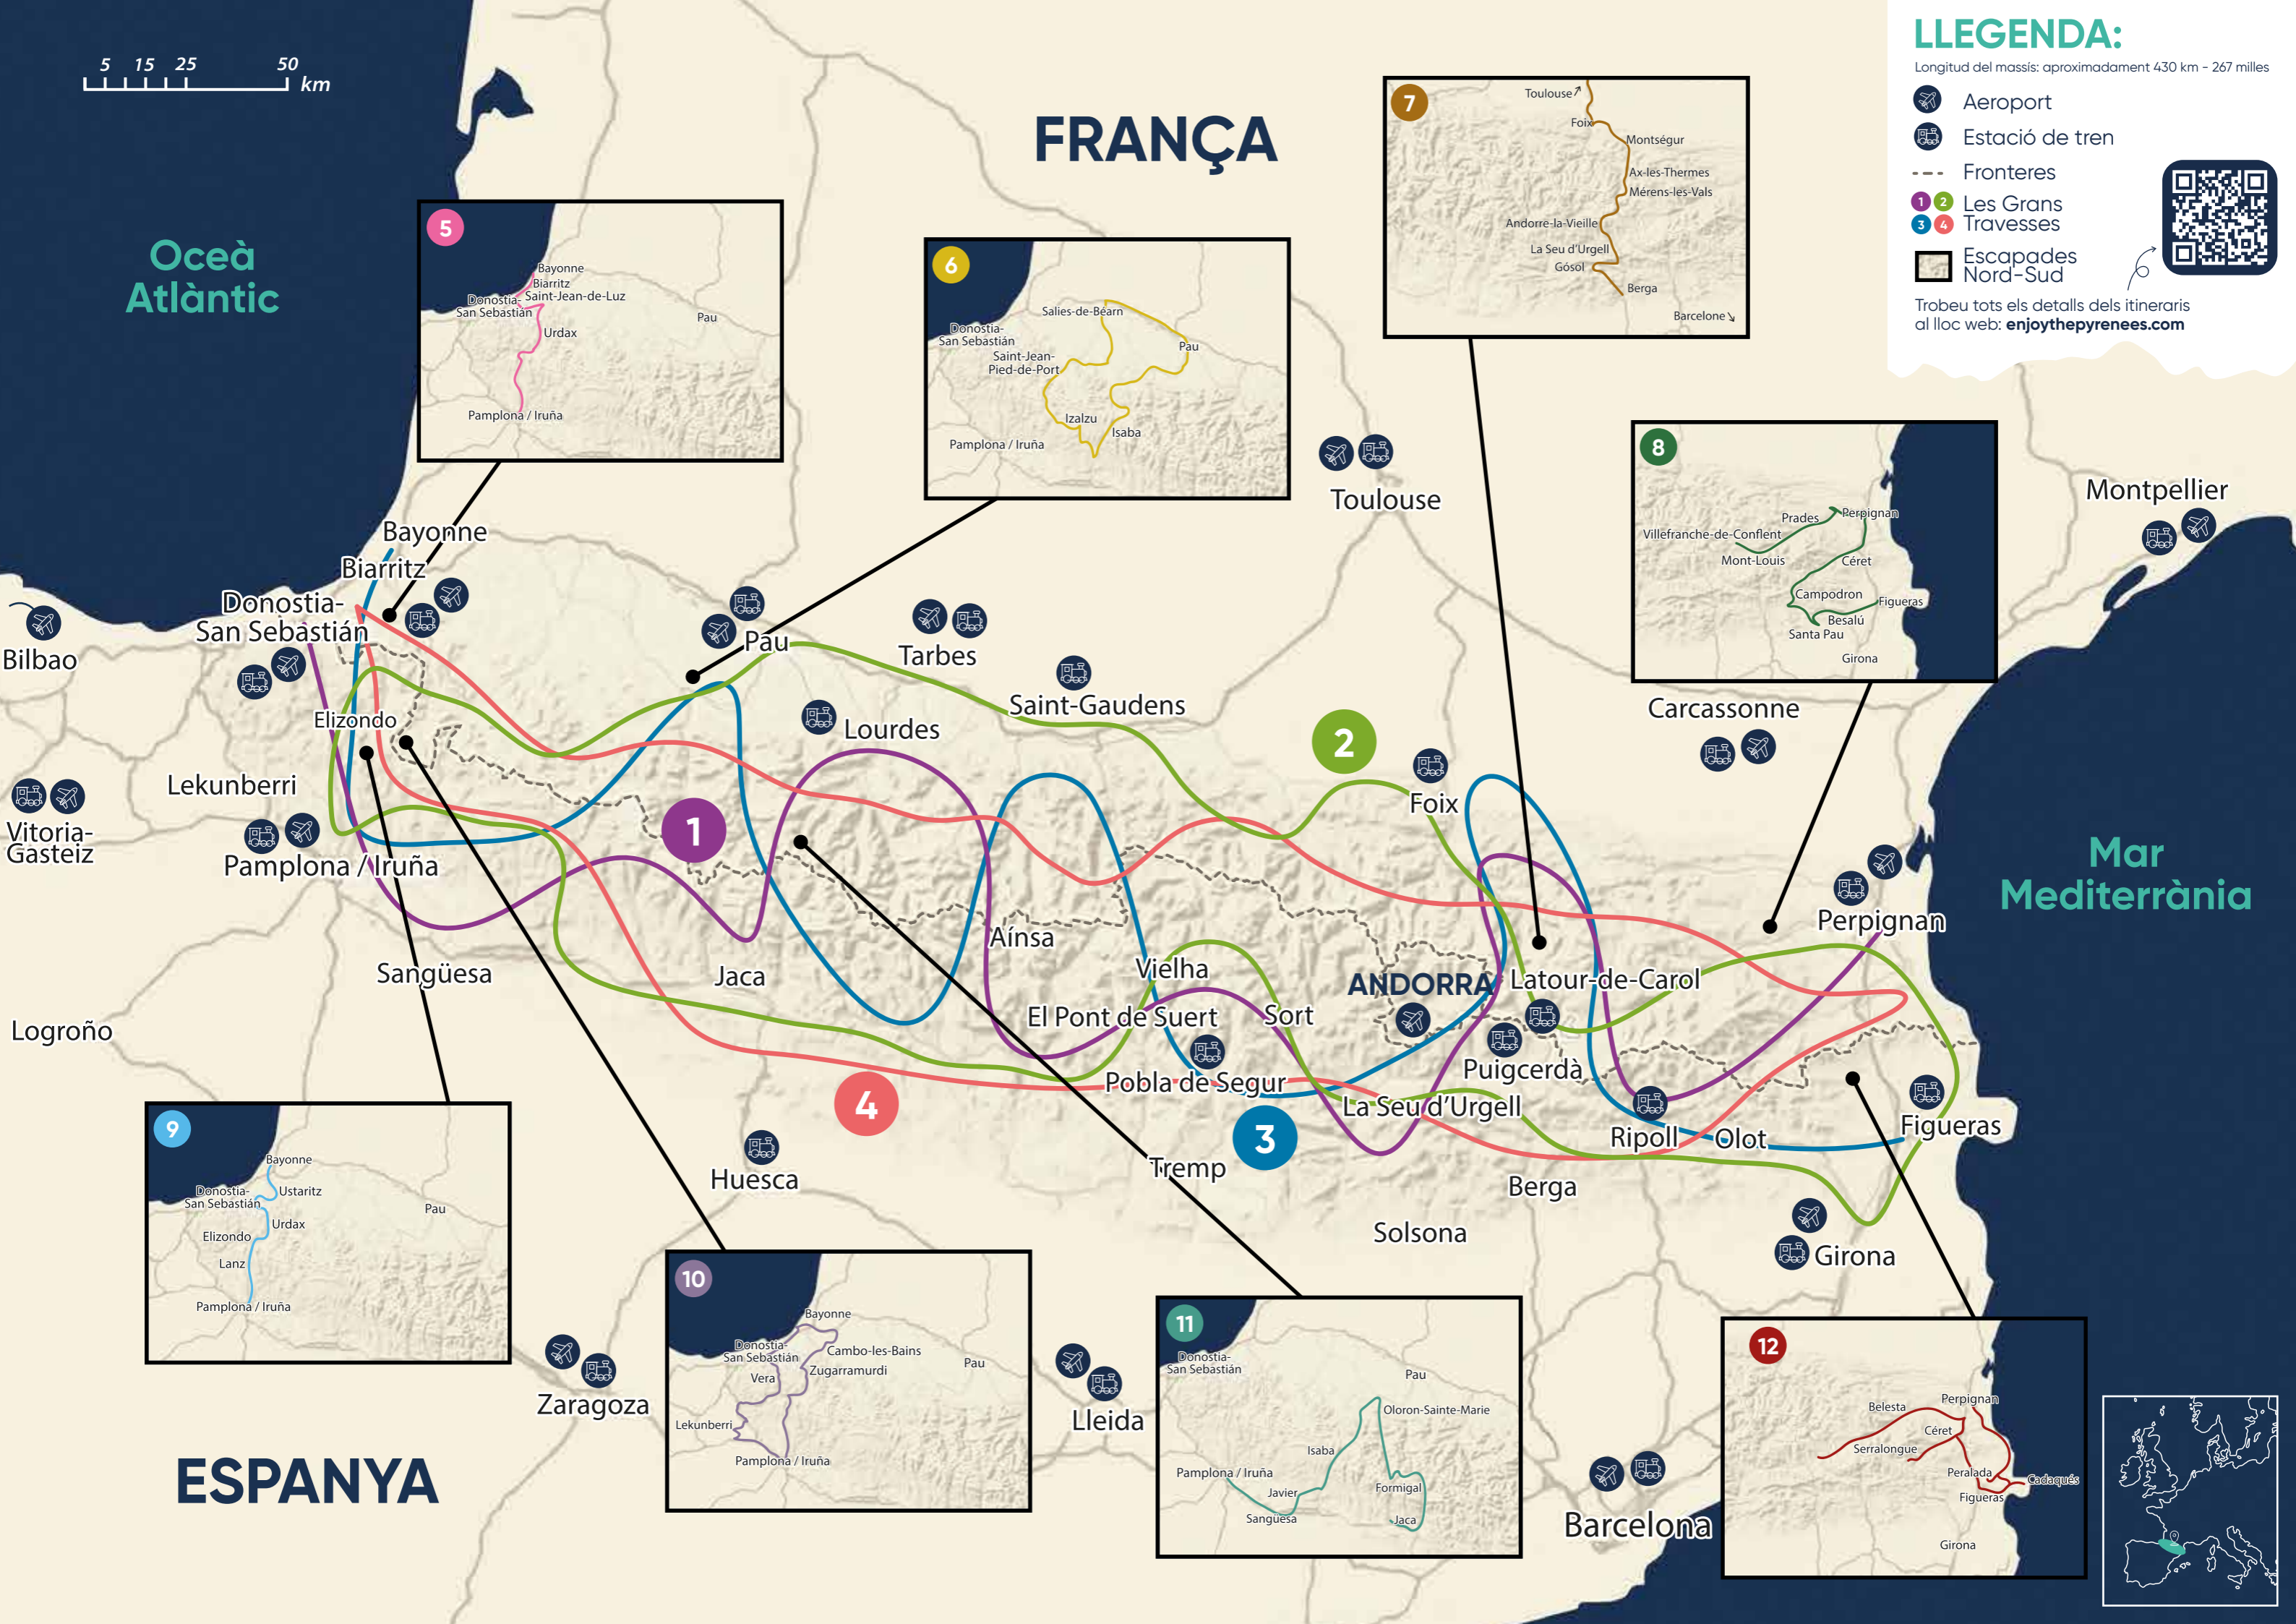 5 15 25 50
km
FRANÇA
LLEGENDA:
Longitud del massís: aproximadament 430 km - 267 milles
Aeroport
Estació de tren
Fronteres
1 2
Les Grans
3 4
Travesses
Escapades
Nord-Sud
Trobeu tots els detalls dels itineraris
al lloc web: enjoythepyrenees.com
Oceà
Atlàntic
5
Bayonne
Biarritz
Saint-Jean-de-Luz
Donostia-
San Sebastián
Urdax
Pau
Pamplona / Iruña
6
Salies-de-Béarn
Donostia-
San Sebastián
Saint-Jean-
Pied-de-Port
Pau
Izalzu
Isaba
Pamplona / Iruña
7
Toulouse
Foix
Montségur
Ax-les-Thermes
Mérens-les-Vals
Andorre-la-Vieille
La Seu d'Urgell
Gósol
Berga
Barcelone
8
Prades
Perpignan
Villefranche-de-Conflent
Mont-Louis
Céret
Campodron
Figueras
Besalú
Santa Pau
Girona
Toulouse
Montpellier
Bayonne
Biarritz
Donostia-
San Sebastián
Bilbao
Pau
Tarbes
Saint-Gaudens
Carcassonne
Elizondo
Lourdes
2
Foix
Lekunberri
Vitoria-
Gasteiz
1
Pamplona / Iruña
Mar
Mediterrània
Perpignan
Aínsa
Sangüesa
Jaca
Vielha
ANDORRA
Latour-de-Carol
Logroño
El Pont de Suert
Sort
Puigcerdà
Pobla de Segur
4
3
La Seu d'Urgell
Ripoll
Olot
Figueras
Huesca
Tremp
Berga
Solsona
Girona
9
Bayonne
Donostia-
San Sebastián
Ustaritz
Urdax
Pau
Elizondo
Lanz
Pamplona / Iruña
10
Bayonne
Donostia-
San Sebastián
Cambo-les-Bains
Zugarramurdi
Pau
Vera
Lekunberri
Pamplona / Iruña
11
Donostia-
San Sebastián
Pau
Oloron-Sainte-Marie
Isaba
Pamplona / Iruña
Javier
Formigal
Sangüesa
Jaca
12
Perpignan
Belesta
Céret
Serralongue
Peralada
Cadaqués
Figueras
Girona
Zaragoza
Lleida
ESPANYA
Barcelona